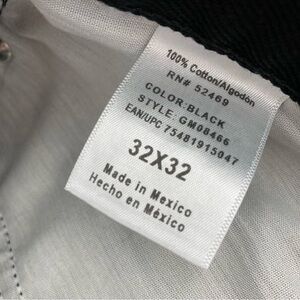 100% Cotton/Algodon
RN# 52469
COLOR:BLACK
STYLE: GM08466
EAN/UPC 75481915047
32X32
Made in Mexico
Hecho en México